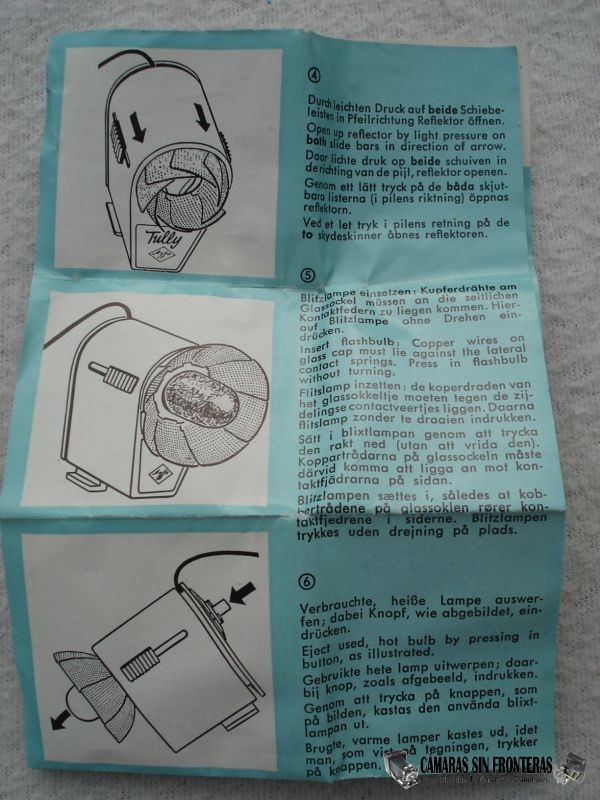 ④
Durch leichten Druck auf beide Schiebe-
leisten in Pfeilrichtung Reflektor öffnen.
Open up reflector by light pressure on
both slide bars in direction of arrow.
Door lichte druk op beide schuiven in
de richting van de pijl, reflector openen.
Genom ett lätt tryck på de båda skjut-
bara listerna (i pilens riktning) öppnas
reflektorn.
Ved et let tryk i pilens retning på de
to skydeskinner åbnes reflektoren.
Tully
Agfa
⑤
Blitzlampe einsetzen: Kupferdrähte am
Glassockel müssen an die seitlichen
Kontaktfedern zu liegen kommen. Hier-
auf Blitzlampe ohne Drehen ein-
drücken.
Insert flashbulb: Copper wires on
glass cap must lie against the lateral
contact springs. Press in flashbulb
without turning.
Flitslamp inzetten: de koperdraden van
het glassokkeltje moeten tegen de zij-
delingse contactveertjes liggen. Daarna
flitslamp zonder te draaien indrukken.
Sätt i blixtlampan genom att trycka
den rakt ned (utan att vrida den).
Koppartrådarna på glassockeln måste
därvid komma att ligga an mot kon-
taktfjädrarna på sidan.
Blitzlampen sættes i, således at kob-
bertrådene på glassoklen rører kon-
taktfjedrene i siderne. Blitzlampen
trykkes uden drejning på plads.
Agfa
⑥
Verbrauchte, heiße Lampe auswer-
fen; dabei Knopf, wie abgebildet, ein-
drücken.
Eject used, hot bulb by pressing in
button, as illustrated.
Gebruikte hete lamp uitwerpen; daar-
bij knop, zoals afgebeeld, indrukken.
Genom att trycka på knappen, som
på bilden, kastas den använda blixt-
lampan ut.
Brugte, varme lamper kastes ud, idet
man, som vist på tegningen, trykker
på knappen.
CÁMARAS SIN FRONTERAS